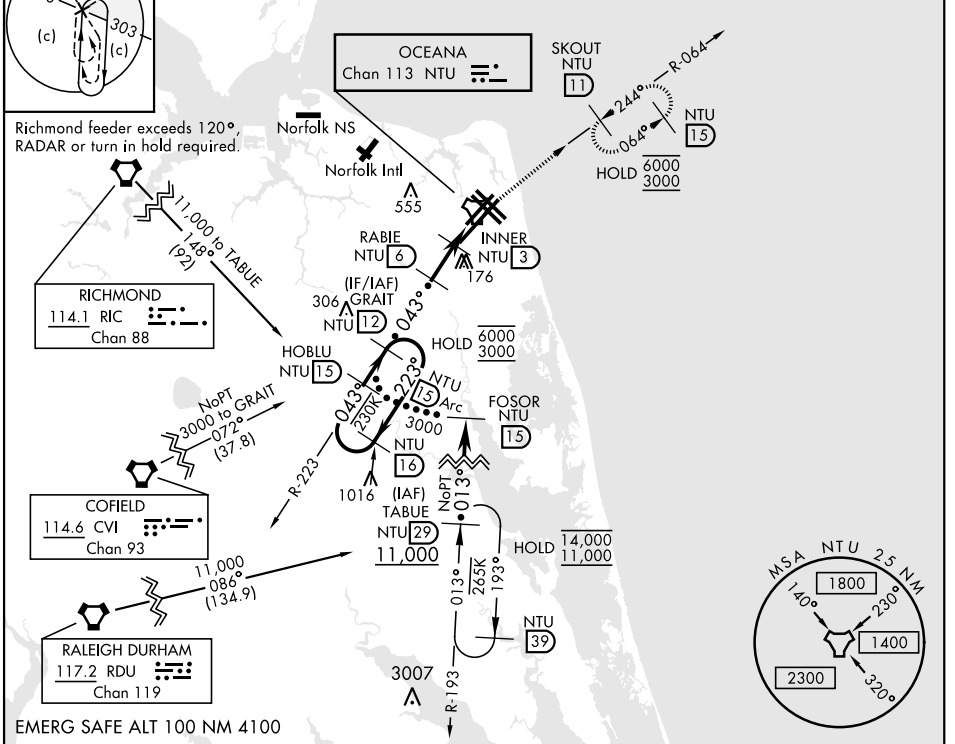 303
(c)
(c)
Richmond feeder exceeds 120°,
RADAR or turn in hold required.
OCEANA
Chan 113 NTU
SKOUT
NTU
11
R-064
244°
064°
NTU
15
HOLD 6000
3000
Norfolk NS
Norfolk Intl
555
11,000 to TABUE
148°
(92)
RICHMOND
114.1 RIC
Chan 88
RABIE
NTU 6
INNER
NTU 3
176
(IF/IAF)
GRAIT
306
NTU 12
043°
HOLD 6000
3000
HOBLU
NTU 15
043°
230K
223°
NTU
15 Arc
3000
FOSOR
NTU
15
NoPT
3000 to GRAIT
072°
(37.8)
R-223
NTU
16
1016
COFIELD
114.6 CVI
Chan 93
(IAF)
TABUE
NTU 29
11,000
NoPT
013°
HOLD 14,000
11,000
013°
265K
193°
NTU
39
11,000
086°
(134.9)
RALEIGH DURHAM
117.2 RDU
Chan 119
3007
R-193
EMERG SAFE ALT 100 NM 4100
MSA NTU 25 NM
1800
140°
230°
1400
2300
320°